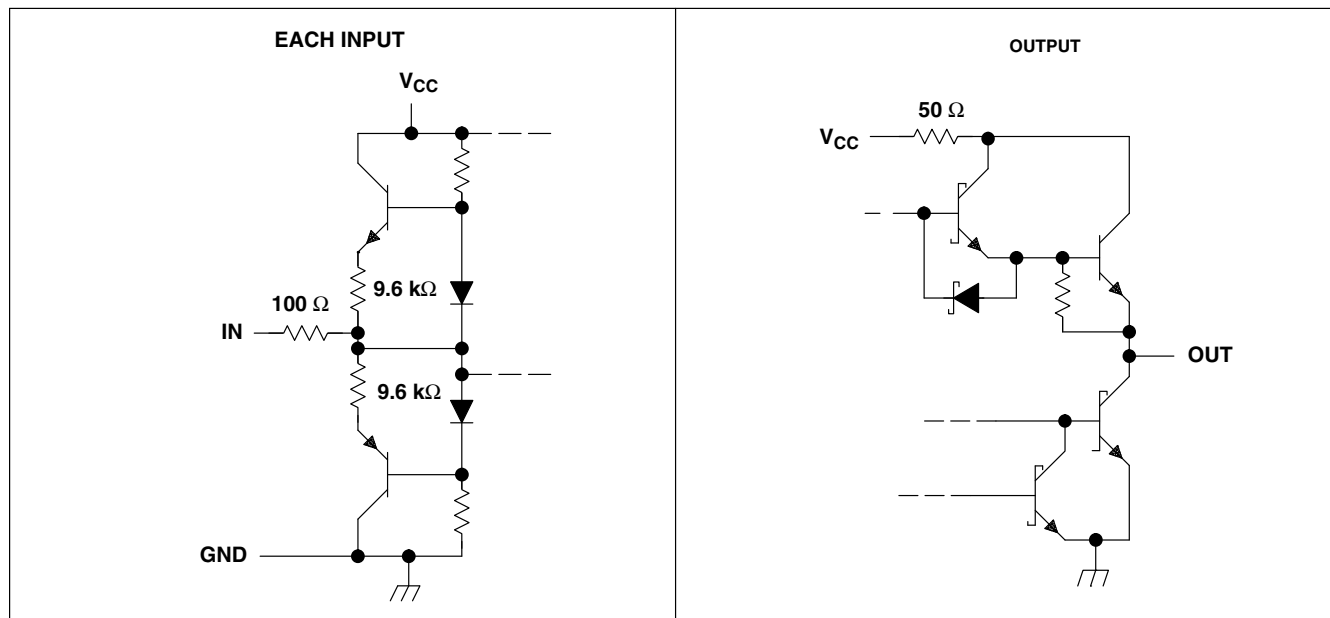 EACH INPUT
VCC
9.6 kΩ
100 Ω
IN
9.6 kΩ
GND
OUTPUT
50 Ω
VCC
OUT